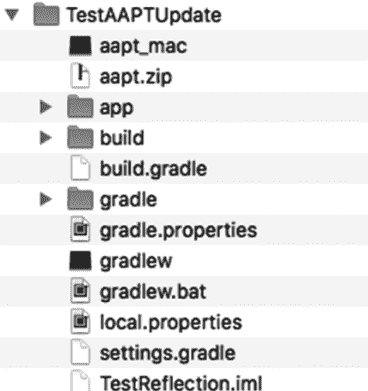 TestAAPTUpdate
aapt_mac
aapt.zip
app
build
build.gradle
gradle
gradle.properties
gradlew
gradlew.bat
local.properties
settings.gradle
TestReflection.iml